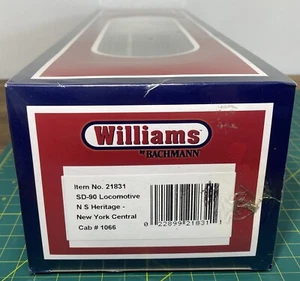 Williams
by BACHMANN
Item No. 21831
SD-90 Locomotive
N S Heritage -
New York Central
Cab # 1066
0 22899 21831 1